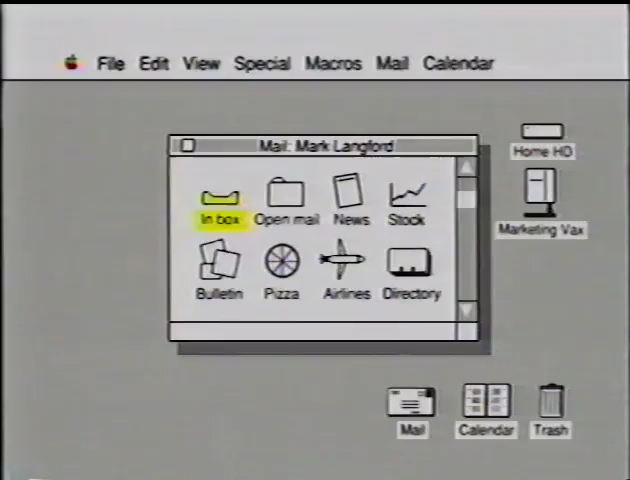 File Edit View Special Macros Mail Calendar
Mail: Mark Langford
Home HD
In box Open mail News Stock
Marketing Vax
Bulletin Pizza Airlines Directory
Mail Calendar Trash